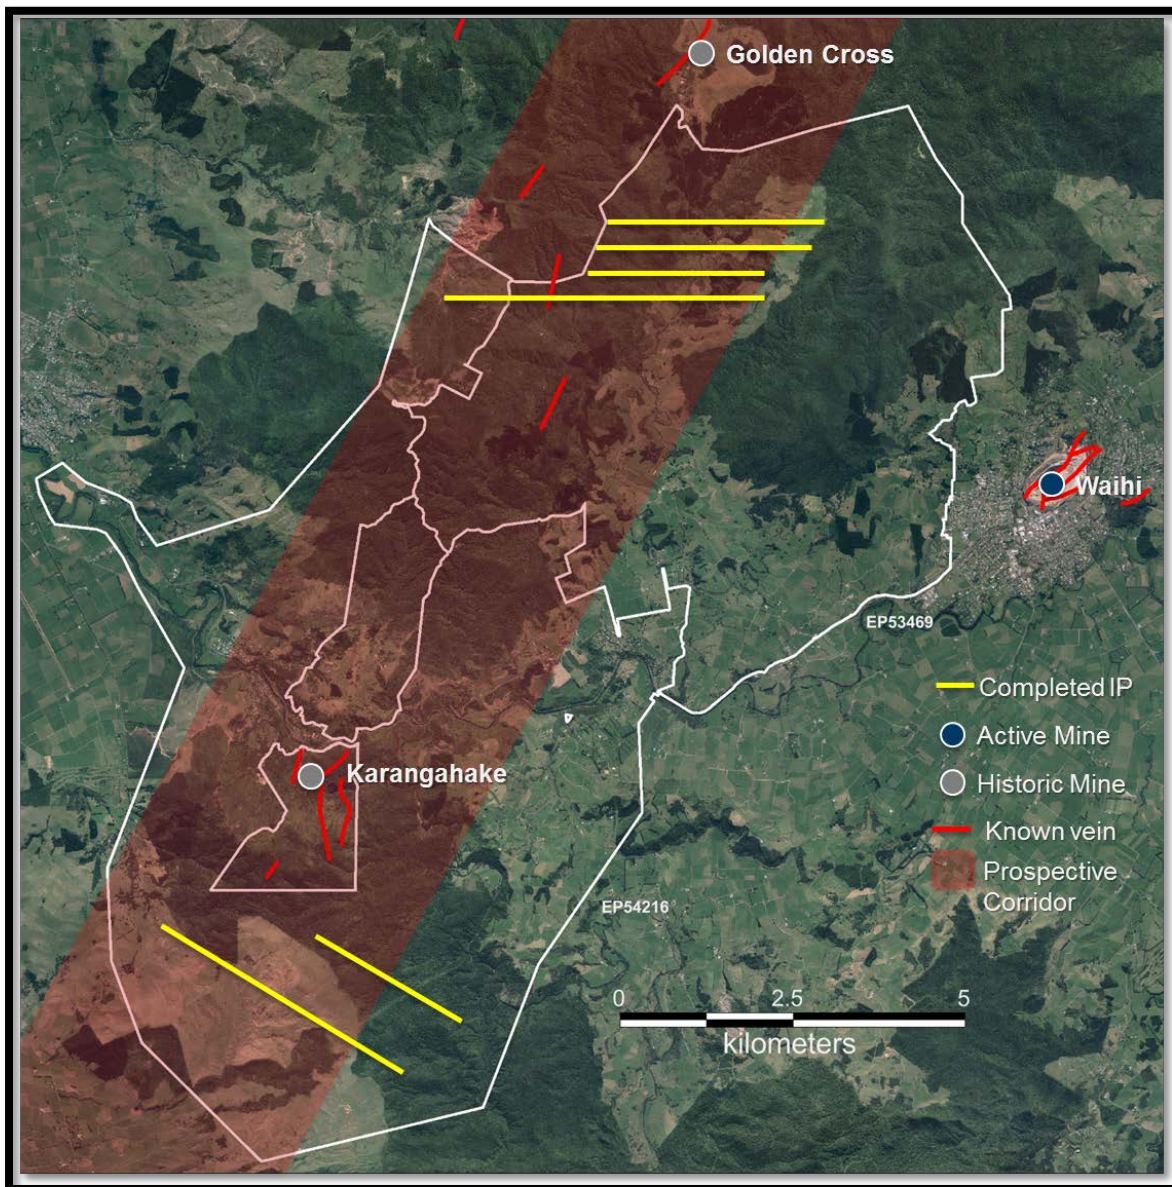 Golden Cross
Waihi
EP53469
Completed IP
Active Mine
Karangahake
Historic Mine
Known vein
Prospective
Corridor
EP54216
0 2.5 5
kilometers